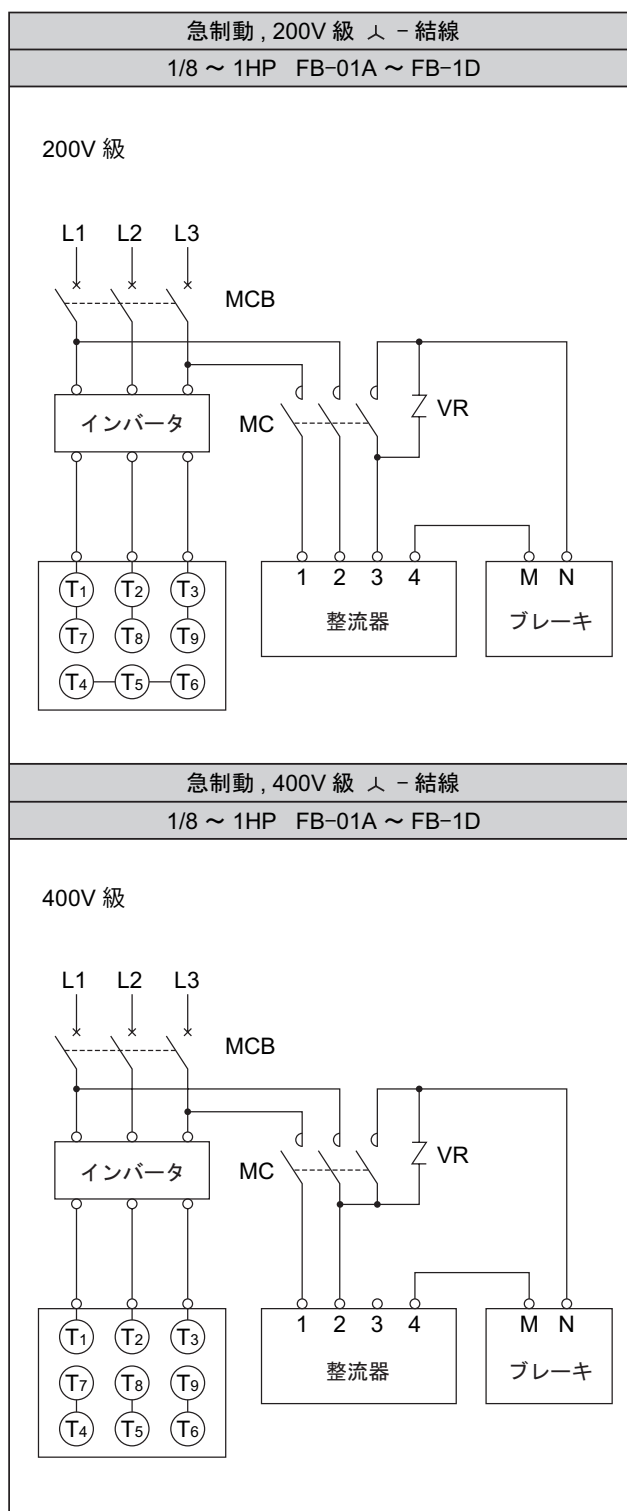 急制動 , 200V 級 人 - 結線
1/8 ～ 1HP FB-01A ～ FB-1D
200V 級
L1 L2 L3
MCB
インバータ
MC
VR
T1 T2 T3
T7 T8 T9
T4 T5 T6
1 2 3 4
整流器
M N
ブレーキ
急制動 , 400V 級 人 - 結線
1/8 ～ 1HP FB-01A ～ FB-1D
400V 級
L1 L2 L3
MCB
インバータ
MC
VR
T1 T2 T3
T7 T8 T9
T4 T5 T6
1 2 3 4
整流器
M N
ブレーキ